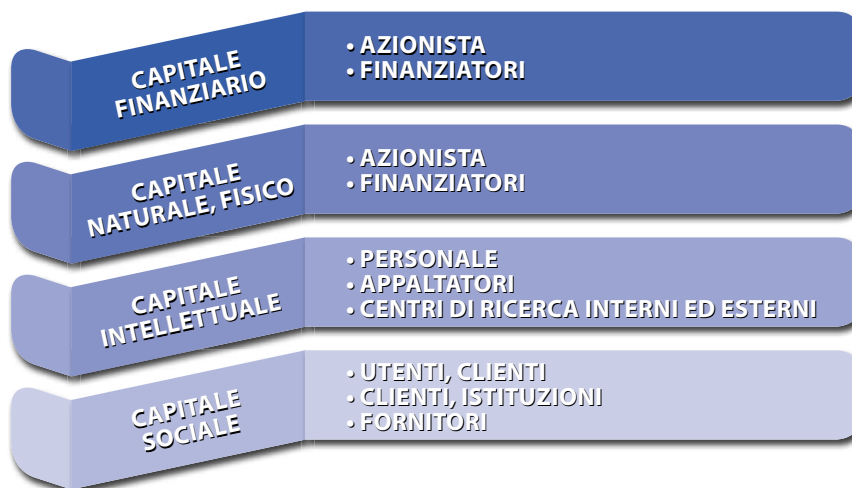 CAPITALE
FINANZIARIO
• AZIONISTA
• FINANZIATORI
CAPITALE
NATURALE, FISICO
• AZIONISTA
• FINANZIATORI
CAPITALE
INTELLETTUALE
• PERSONALE
• APPALTATORI
• CENTRI DI RICERCA INTERNI ED ESTERNI
CAPITALE
SOCIALE
• UTENTI, CLIENTI
• CLIENTI, ISTITUZIONI
• FORNITORI